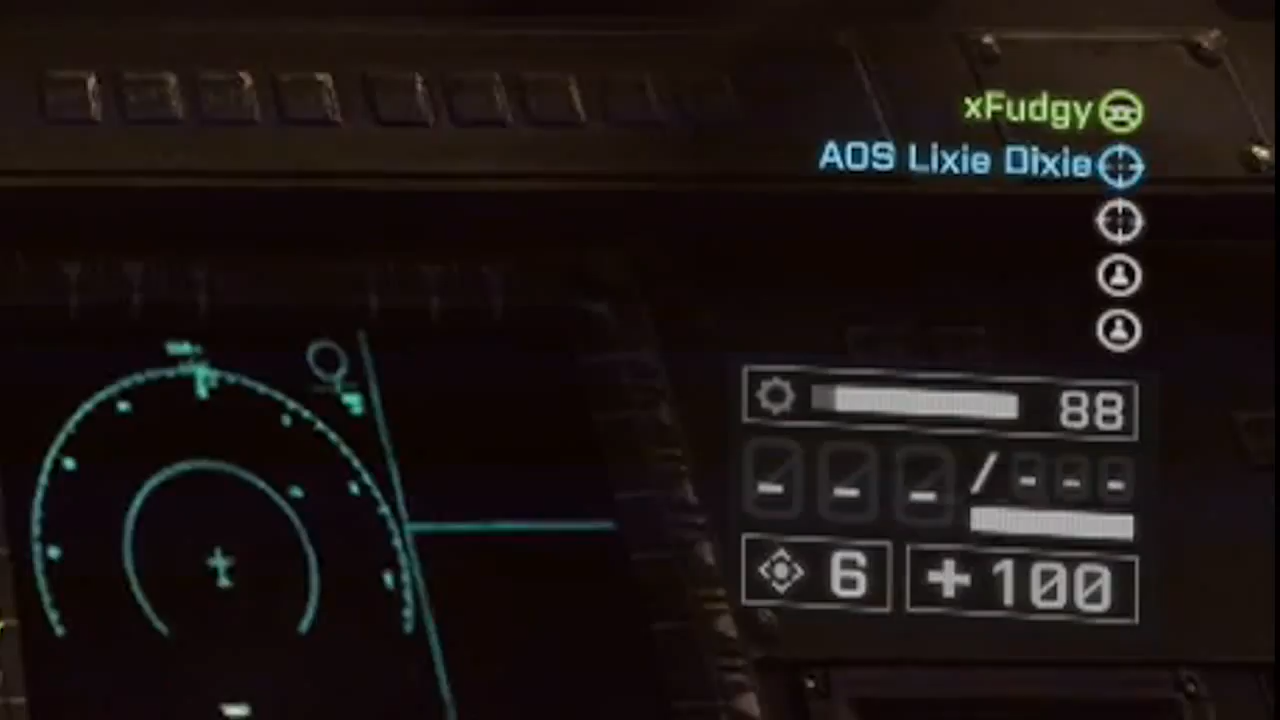 xFudgy
AOS Lixie Dixie
88
- - - / - - -
6
+ 100